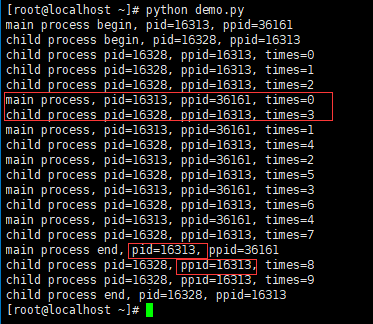 [root@localhost ~]# python demo.py
main process begin, pid=16313, ppid=36161
child process begin, pid=16328, ppid=16313
child process pid=16328, ppid=16313, times=0
child process pid=16328, ppid=16313, times=1
child process pid=16328, ppid=16313, times=2
main process, pid=16313, ppid=36161, times=0
child process pid=16328, ppid=16313, times=3
main process, pid=16313, ppid=36161, times=1
child process pid=16328, ppid=16313, times=4
main process, pid=16313, ppid=36161, times=2
child process pid=16328, ppid=16313, times=5
main process, pid=16313, ppid=36161, times=3
child process pid=16328, ppid=16313, times=6
main process, pid=16313, ppid=36161, times=4
child process pid=16328, ppid=16313, times=7
main process end, pid=16313, ppid=36161
child process pid=16328, ppid=16313, times=8
child process pid=16328, ppid=16313, times=9
child process end, pid=16328, ppid=16313
[root@localhost ~]#